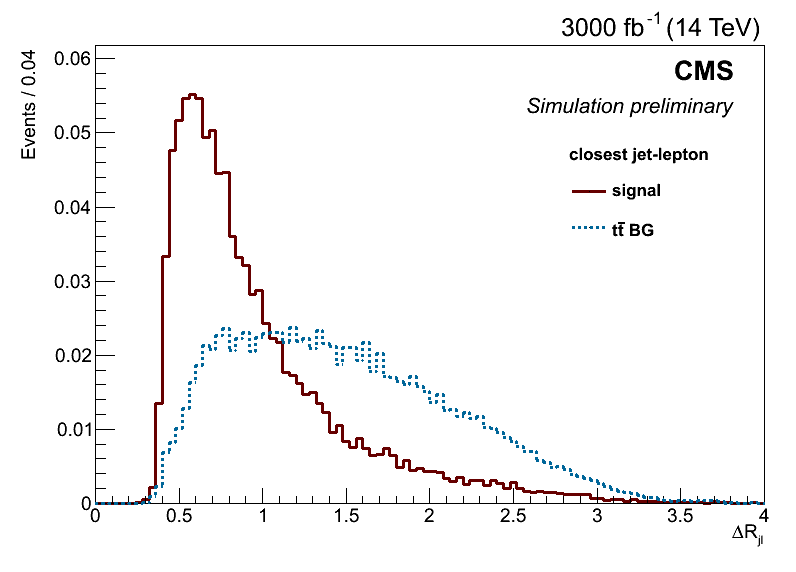 3000 fb⁻¹ (14 TeV)
CMS
Simulation preliminary
closest jet-lepton
signal
tt̄ BG
Events / 0.04
0.06
0.05
0.04
0.03
0.02
0.01
0
0 0.5 1 1.5 2 2.5 3 3.5 4
ΔR_jl